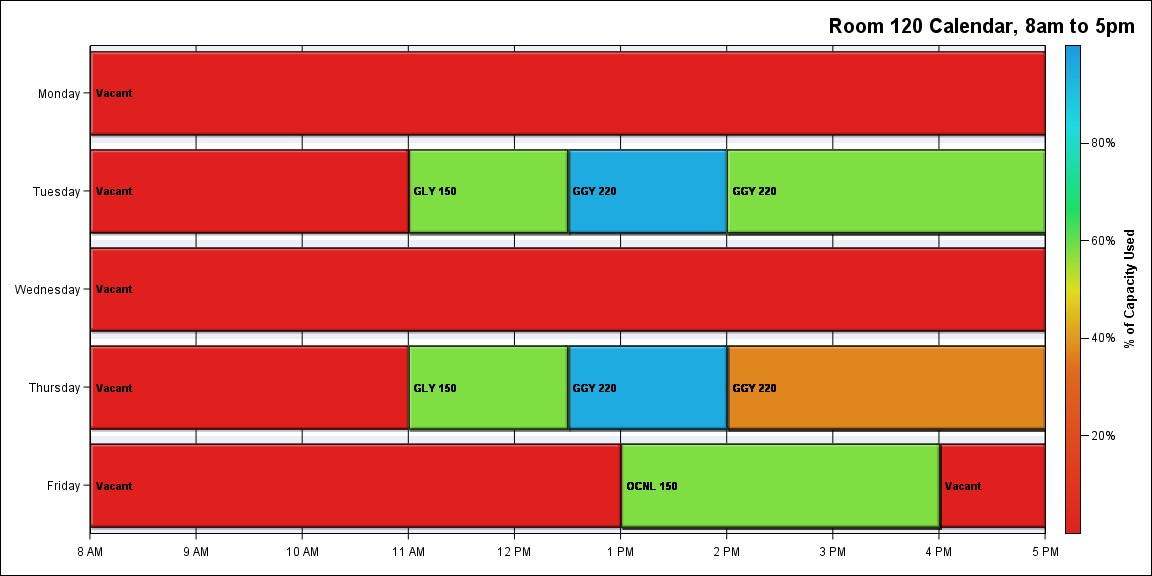 Room 120 Calendar, 8am to 5pm
Monday
Vacant
Tuesday
Vacant
GLY 150
GGY 220
GGY 220
Wednesday
Vacant
Thursday
Vacant
GLY 150
GGY 220
GGY 220
Friday
Vacant
OCNL 150
Vacant
8 AM
9 AM
10 AM
11 AM
12 PM
1 PM
2 PM
3 PM
4 PM
5 PM
80%
60%
40%
20%
% of Capacity Used